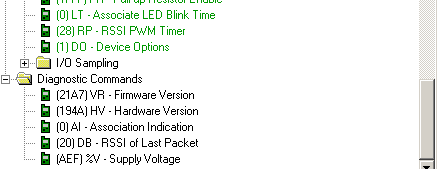 (0) LT - Associate LED Blink Time
(28) RP - RSSI PWM Timer
(1) DO - Device Options
I/O Sampling
Diagnostic Commands
(21A7) VR - Firmware Version
(194A) HV - Hardware Version
(0) AI - Association Indication
(20) DB - RSSI of Last Packet
(AEF) %V - Supply Voltage